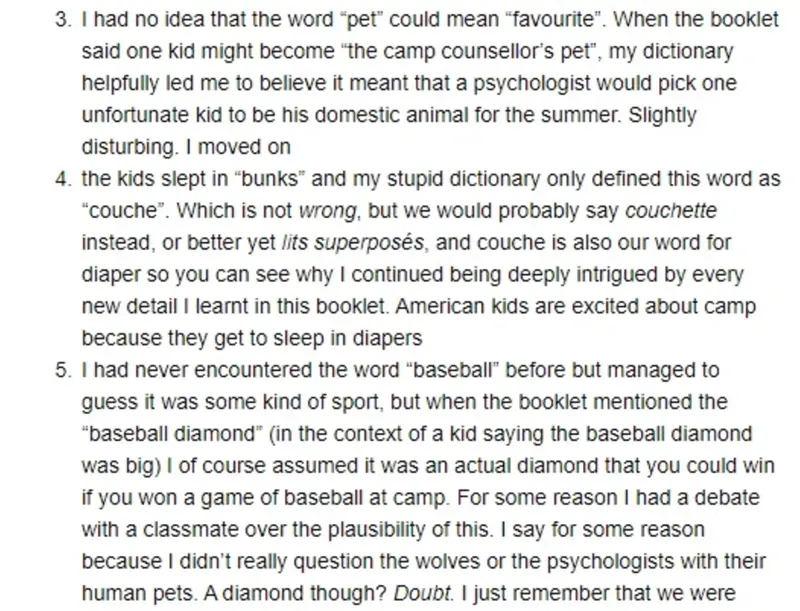 3. I had no idea that the word “pet” could mean “favourite”. When the booklet
said one kid might become “the camp counsellor’s pet”, my dictionary
helpfully led me to believe it meant that a psychologist would pick one
unfortunate kid to be his domestic animal for the summer. Slightly
disturbing. I moved on
4. the kids slept in “bunks” and my stupid dictionary only defined this word as
“couche”. Which is not wrong, but we would probably say couchette
instead, or better yet lits superposés, and couche is also our word for
diaper so you can see why I continued being deeply intrigued by every
new detail I learnt in this booklet. American kids are excited about camp
because they get to sleep in diapers
5. I had never encountered the word “baseball” before but managed to
guess it was some kind of sport, but when the booklet mentioned the
“baseball diamond” (in the context of a kid saying the baseball diamond
was big) I of course assumed it was an actual diamond that you could win
if you won a game of baseball at camp. For some reason I had a debate
with a classmate over the plausibility of this. I say for some reason
because I didn’t really question the wolves or the psychologists with their
human pets. A diamond though? Doubt. I just remember that we were